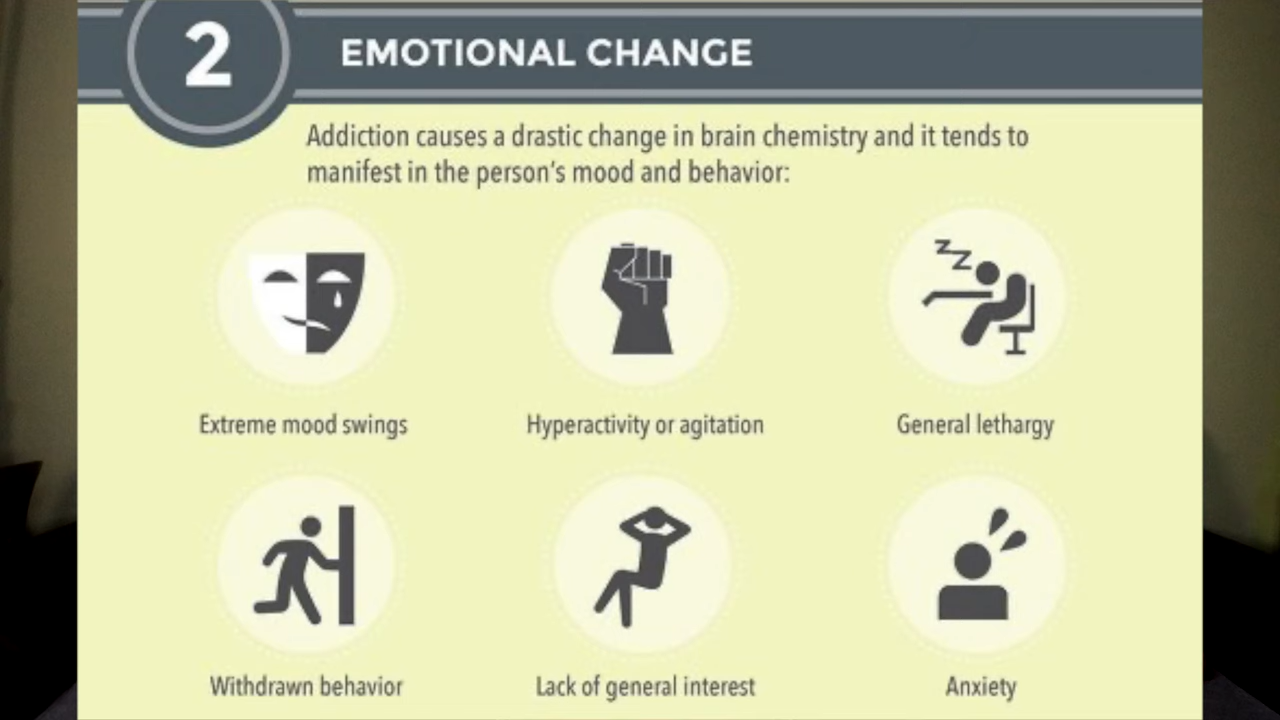 2
EMOTIONAL CHANGE
Addiction causes a drastic change in brain chemistry and it tends to
manifest in the person's mood and behavior:
Extreme mood swings
Hyperactivity or agitation
General lethargy
Withdrawn behavior
Lack of general interest
Anxiety